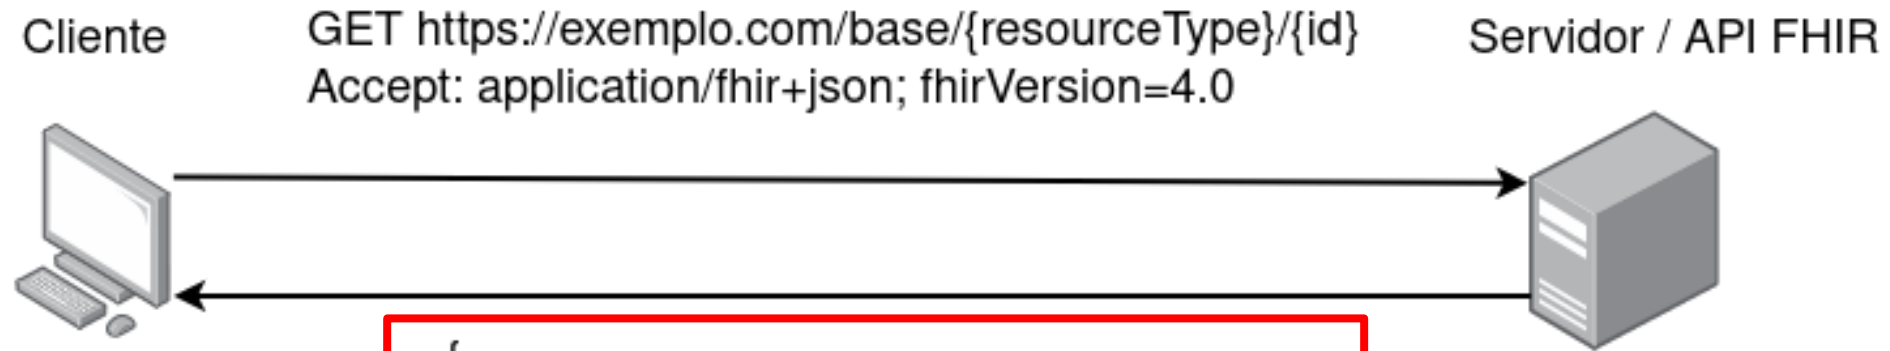 Cliente
GET https://exemplo.com/base/{resourceType}/{id}
Accept: application/fhir+json; fhirVersion=4.0
Servidor / API FHIR
{